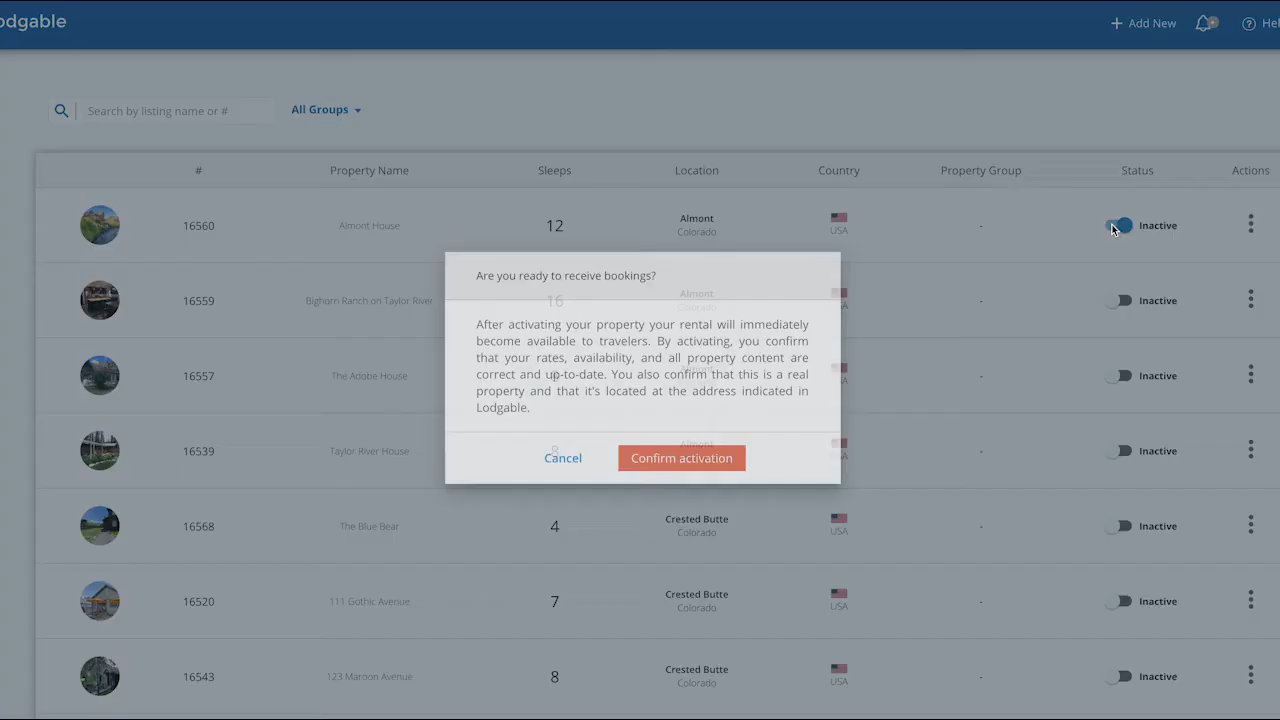 odgable
Add New
Hel
Search by listing name or #
All Groups
# Property Name Sleeps Location Country Property Group Status Actions
16560 Almont House 12 Almont Colorado USA - Inactive
16559 Bigharn Ranch on Taylor River 16 Almont Colorado - Inactive
16557 The Adobe House - Inactive
16539 Taylor River House 8 Almont - Inactive
16568 The Blue Bear 4 Crested Butte Colorado USA - Inactive
16520 111 Gothic Avenue 7 Crested Butte Colorado USA - Inactive
16543 123 Maroon Avenue 8 Crested Butte Colorado USA - Inactive
Are you ready to receive bookings?
After activating your property your rental will immediately
become available to travelers. By activating, you confirm
that your rates, availability, and all property content are
correct and up-to-date. You also confirm that this is a real
property and that it's located at the address indicated in
Lodgable.
Cancel
Confirm activation